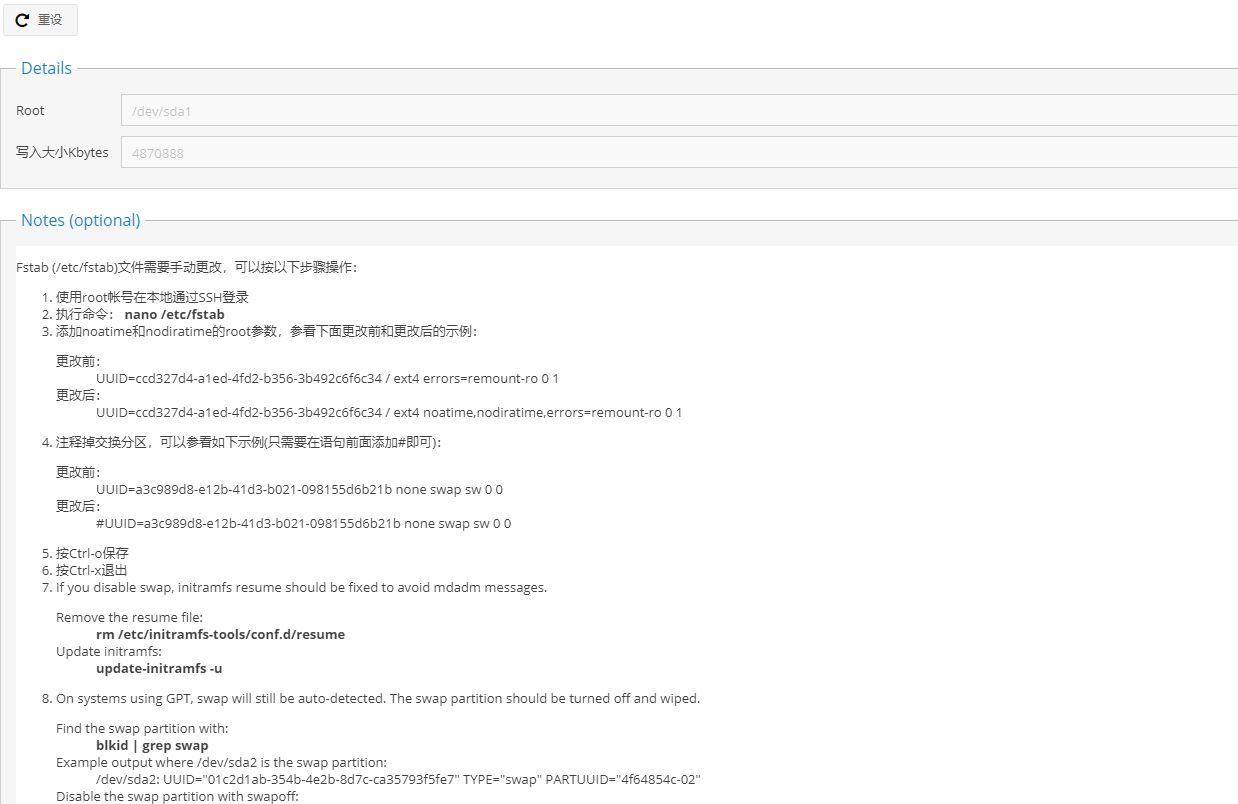 重设
Details
Root
/dev/sda1
写入大小Kbytes
4870888
Notes (optional)
Fstab (/etc/fstab)文件需要手动更改，可以按以下步骤操作：
1. 使用root帐号在本地通过SSH登录
2. 执行命令： nano /etc/fstab
3. 添加noatime和nodiratime的root参数，参看下面更改前和更改后的示例：
更改前：
UUID=ccd327d4-a1ed-4fd2-b356-3b492c6f6c34 / ext4 errors=remount-ro 0 1
更改后：
UUID=ccd327d4-a1ed-4fd2-b356-3b492c6f6c34 / ext4 noatime,nodiratime,errors=remount-ro 0 1
4. 注释掉交换分区，可以参看如下示例(只需要在语句前面添加#即可)：
更改前：
UUID=a3c989d8-e12b-41d3-b021-098155d6b21b none swap sw 0 0
更改后：
#UUID=a3c989d8-e12b-41d3-b021-098155d6b21b none swap sw 0 0
5. 按Ctrl-o保存
6. 按Ctrl-x退出
7. If you disable swap, initramfs resume should be fixed to avoid mdadm messages.
Remove the resume file:
rm /etc/initramfs-tools/conf.d/resume
Update initramfs:
update-initramfs -u
8. On systems using GPT, swap will still be auto-detected. The swap partition should be turned off and wiped.
Find the swap partition with:
blkid | grep swap
Example output where /dev/sda2 is the swap partition:
/dev/sda2: UUID="01c2d1ab-354b-4e2b-8d7c-ca35793f5fe7" TYPE="swap" PARTUUID="4f64854c-02"
Disable the swap partition with swapoff: